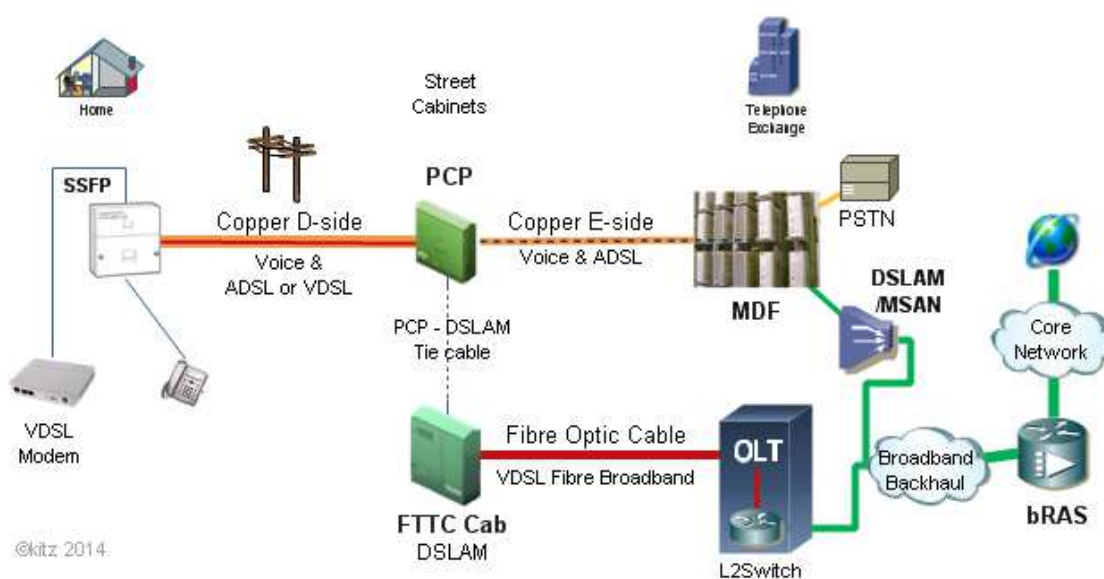 Home
Street
Cabinets
Telephone
Exchange
SSFP
PCP
PSTN
Copper D-side
Voice &
ADSL or VDSL
Copper E-side
Voice & ADSL
MDF
DSLAM
/MSAN
Core
Network
PCP - DSLAM
Tie cable
VDSL
Modem
Fibre Optic Cable
VDSL Fibre Broadband
OLT
Broadband
Backhaul
bRAS
FTTC Cab
DSLAM
L2Switch
©kitz 2014